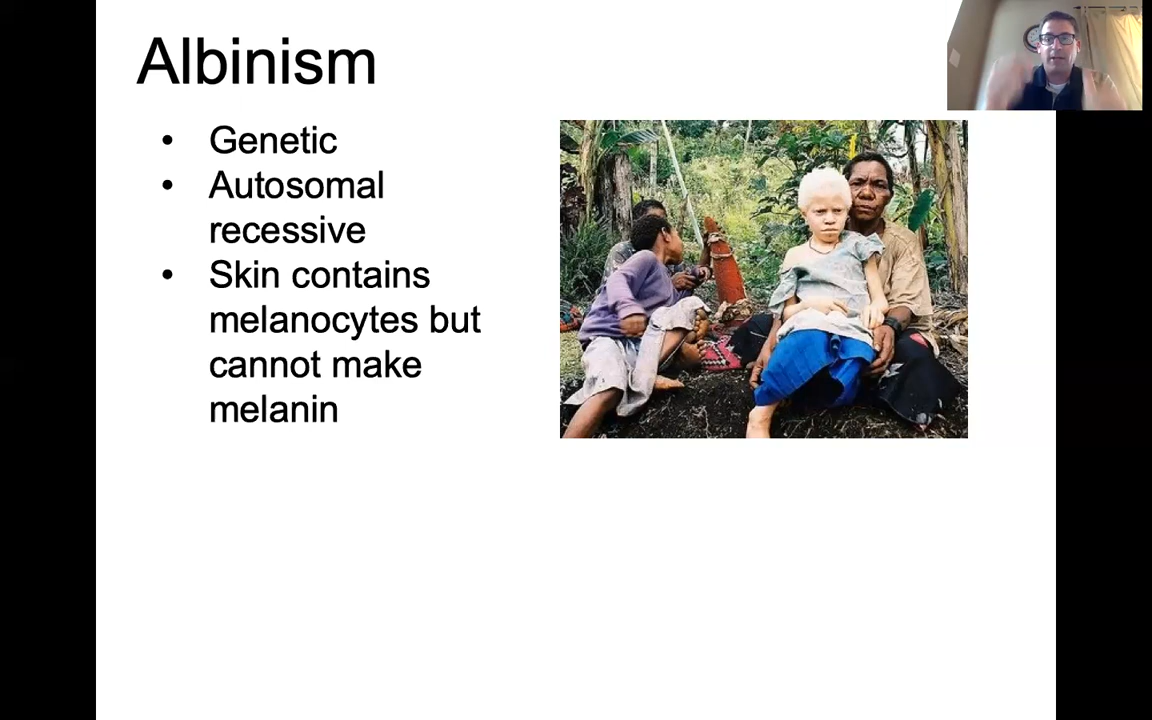 Albinism
• Genetic
• Autosomal
recessive
• Skin contains
melanocytes but
cannot make
melanin